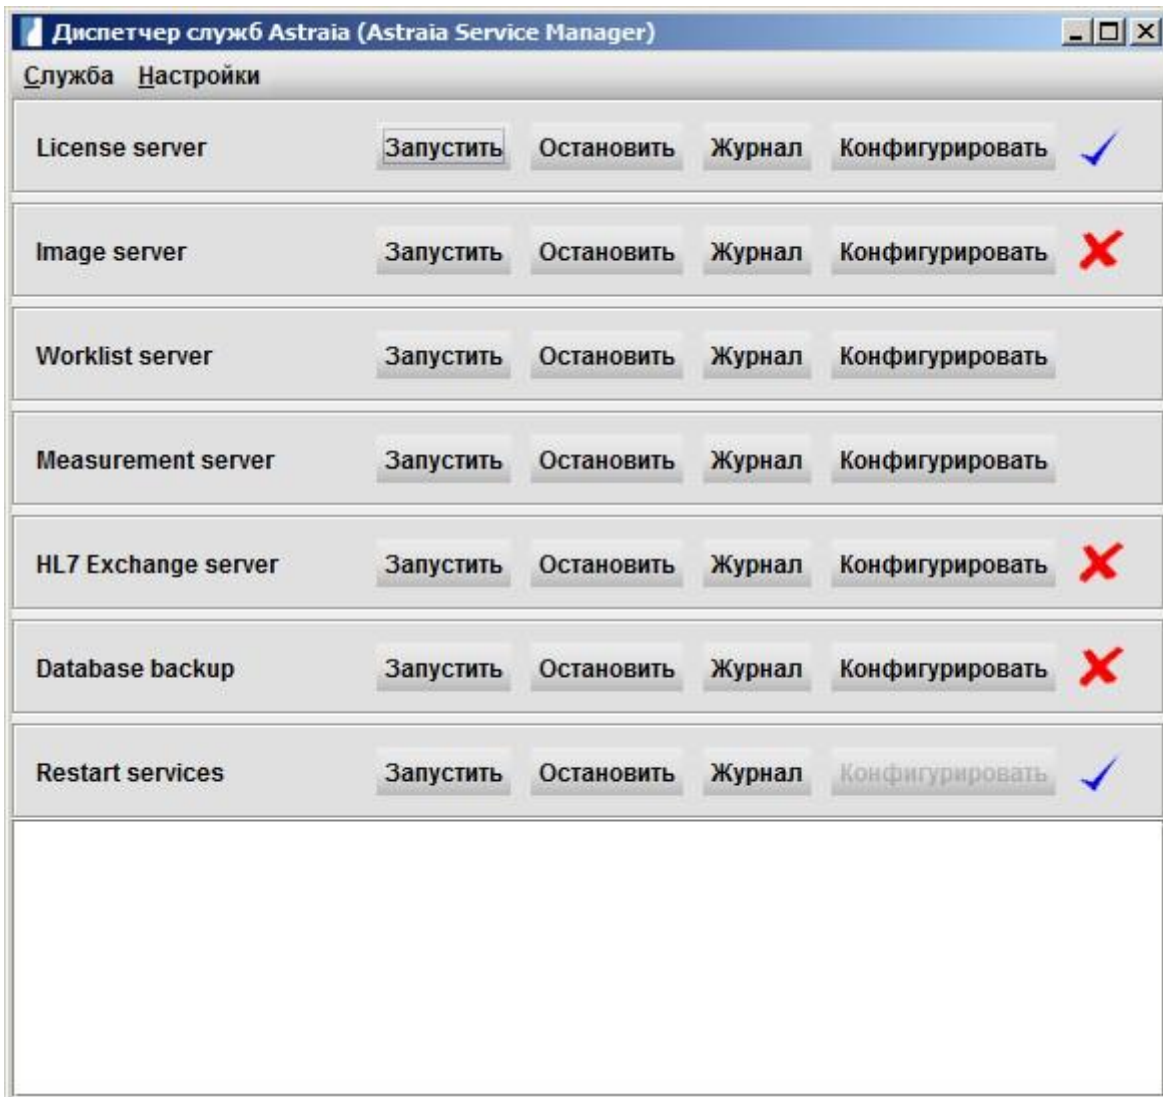 Диспетчер служб Astraia (Astraia Service Manager)
Служба Настройки
License server Запустить Остановить Журнал Конфигурировать
Image server Запустить Остановить Журнал Конфигурировать
Worklist server Запустить Остановить Журнал Конфигурировать
Measurement server Запустить Остановить Журнал Конфигурировать
HL7 Exchange server Запустить Остановить Журнал Конфигурировать
Database backup Запустить Остановить Журнал Конфигурировать
Restart services Запустить Остановить Журнал Конфигурировать